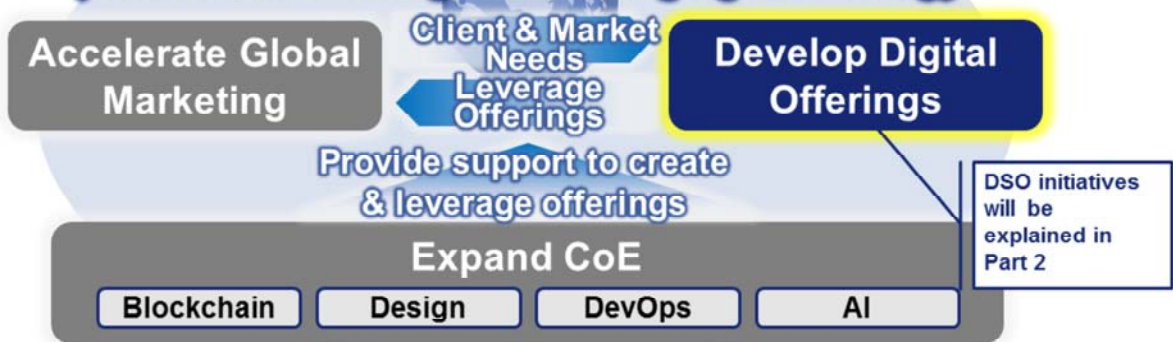 Accelerate Global
Marketing
Client & Market
Needs
Leverage
Offerings
Develop Digital
Offerings
Provide support to create
& leverage offerings
DSO initiatives
will be
explained in
Part 2
Expand CoE
Blockchain
Design
DevOps
AI